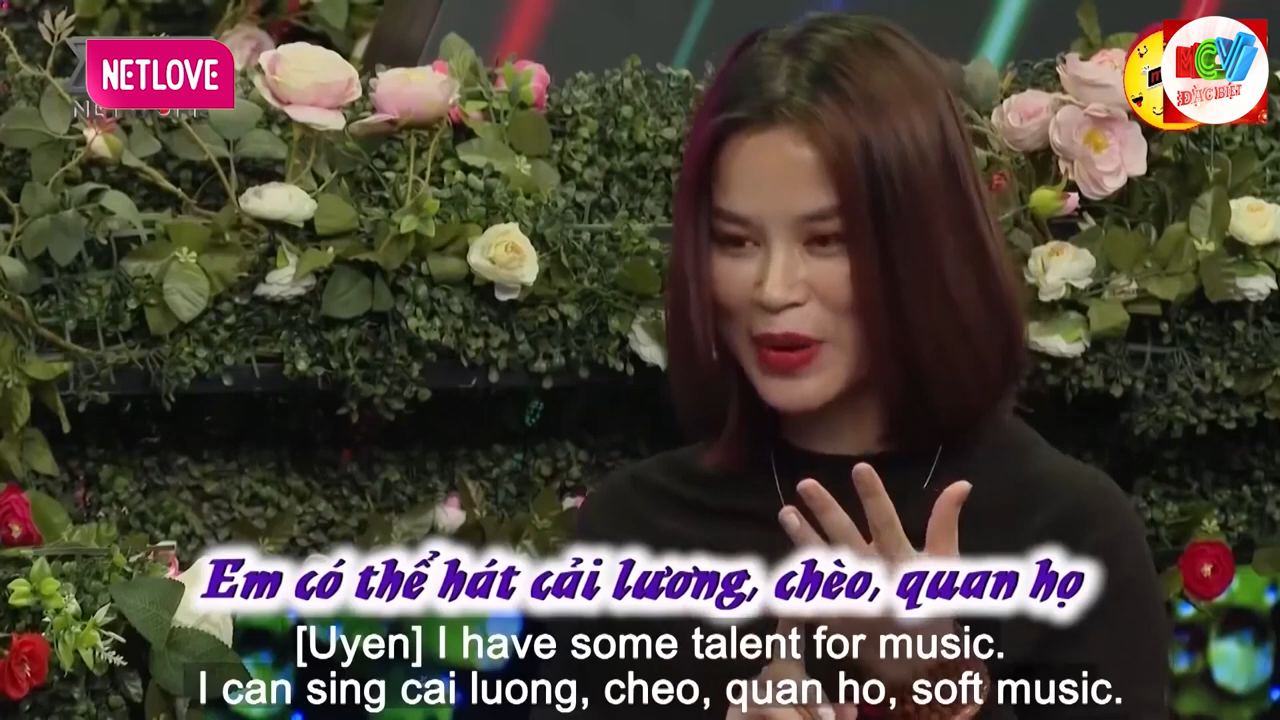 NETLOVE
MCV
ĐẶC BIỆT
Em có thể hát cải lương, chèo, quan họ
[Uyen] I have some talent for music.
I can sing cai luong, cheo, quan ho, soft music.